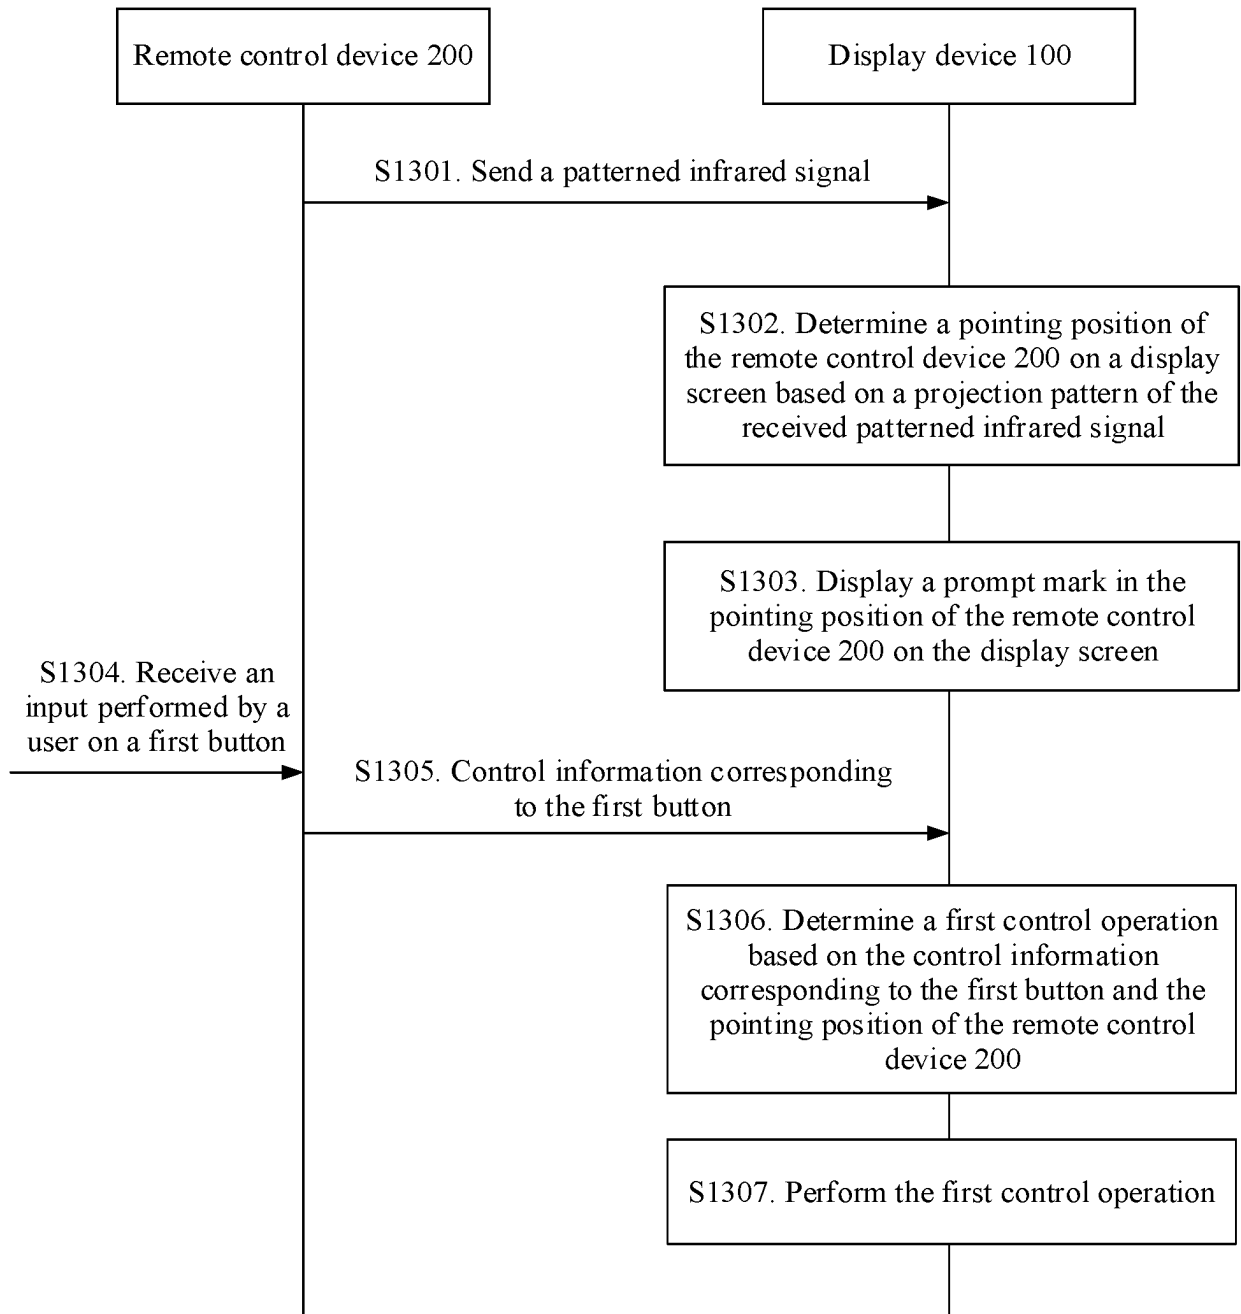 Remote control device 200
Display device 100
S1301. Send a patterned infrared signal
S1302. Determine a pointing position of
the remote control device 200 on a display
screen based on a projection pattern of the
received patterned infrared signal
S1303. Display a prompt mark in the
pointing position of the remote control
device 200 on the display screen
S1304. Receive an
input performed by a
user on a first button
S1305. Control information corresponding
to the first button
S1306. Determine a first control operation
based on the control information
corresponding to the first button and the
pointing position of the remote control
device 200
S1307. Perform the first control operation